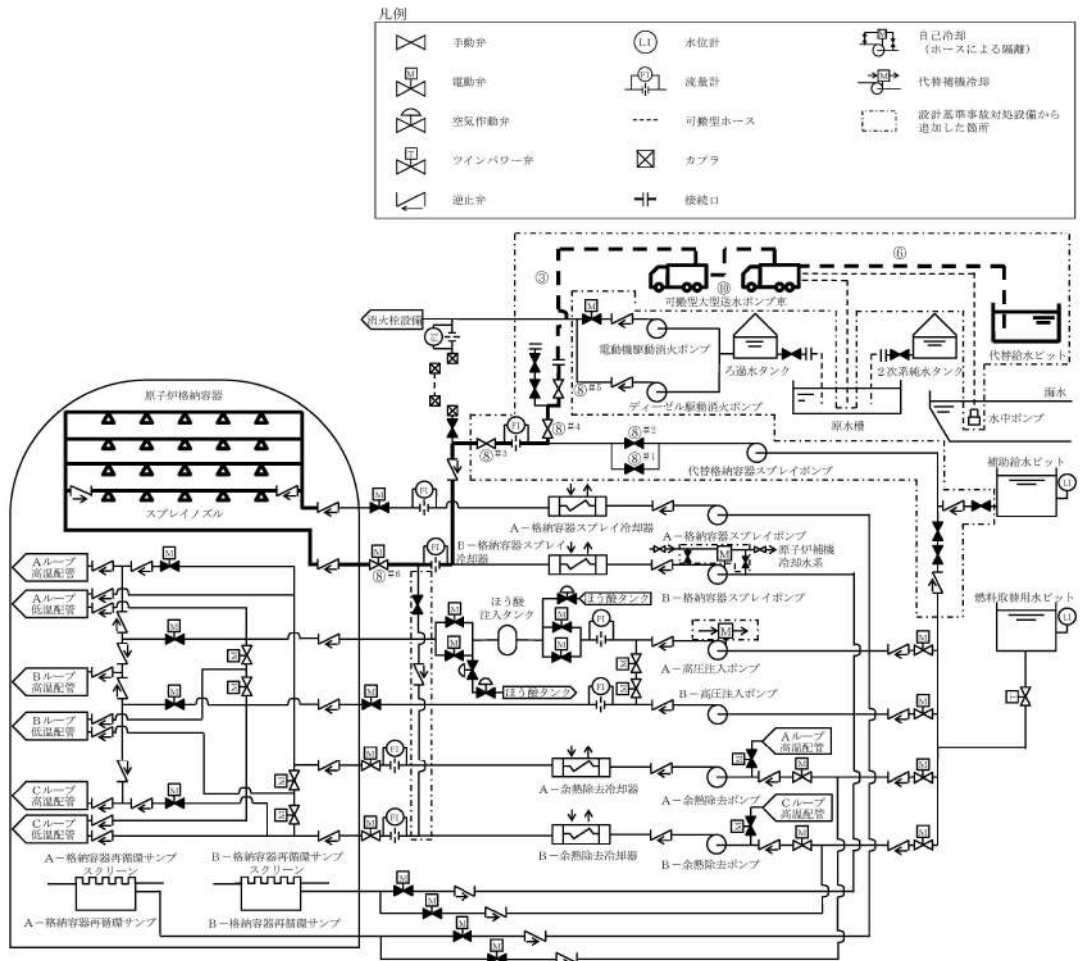 凡例
手動弁
電動弁
空気作動弁
ツインパワー弁
逆止弁
LI
水位計
FI
流量計
可搬型ホース
カプラ
接続口
自己冷却
(ホースによる隔離)
代替補機冷却
設計基準事故対処設備から
追加した箇所
③
⑥
⑩
可搬型大型送水ポンプ車
代替給水ピット
消火栓設備
電動機駆動消火ポンプ
ろ過水タンク
2次系純水タンク
⑧#5
ディーゼル駆動消火ポンプ
原水槽
海水
水中ポンプ
⑧#4
⑧#3
⑧#2
⑧#1
代替格納容器スプレイポンプ
補助給水ピット
原子炉格納容器
スプレイノズル
A-格納容器スプレイ冷却器
A-格納容器スプレイポンプ
B-格納容器スプレイ
冷却器
原子炉補機
冷却水系
⑧#6
B-格納容器スプレイポンプ
Aループ
高温配管
Aループ
低温配管
ほう酸
注入タンク
ほう酸タンク
ほう酸タンク
燃料取替用水ピット
A-高圧注入ポンプ
Bループ
高温配管
Bループ
低温配管
B-高圧注入ポンプ
Aループ
高温配管
A-余熱除去冷却器
A-余熱除去ポンプ
Cループ
高温配管
Cループ
低温配管
Cループ
高温配管
B-余熱除去冷却器
B-余熱除去ポンプ
A-格納容器再循環サンプ
スクリーン
B-格納容器再循環サンプ
スクリーン
A-格納容器再循環サンプ
B-格納容器再循環サンプ